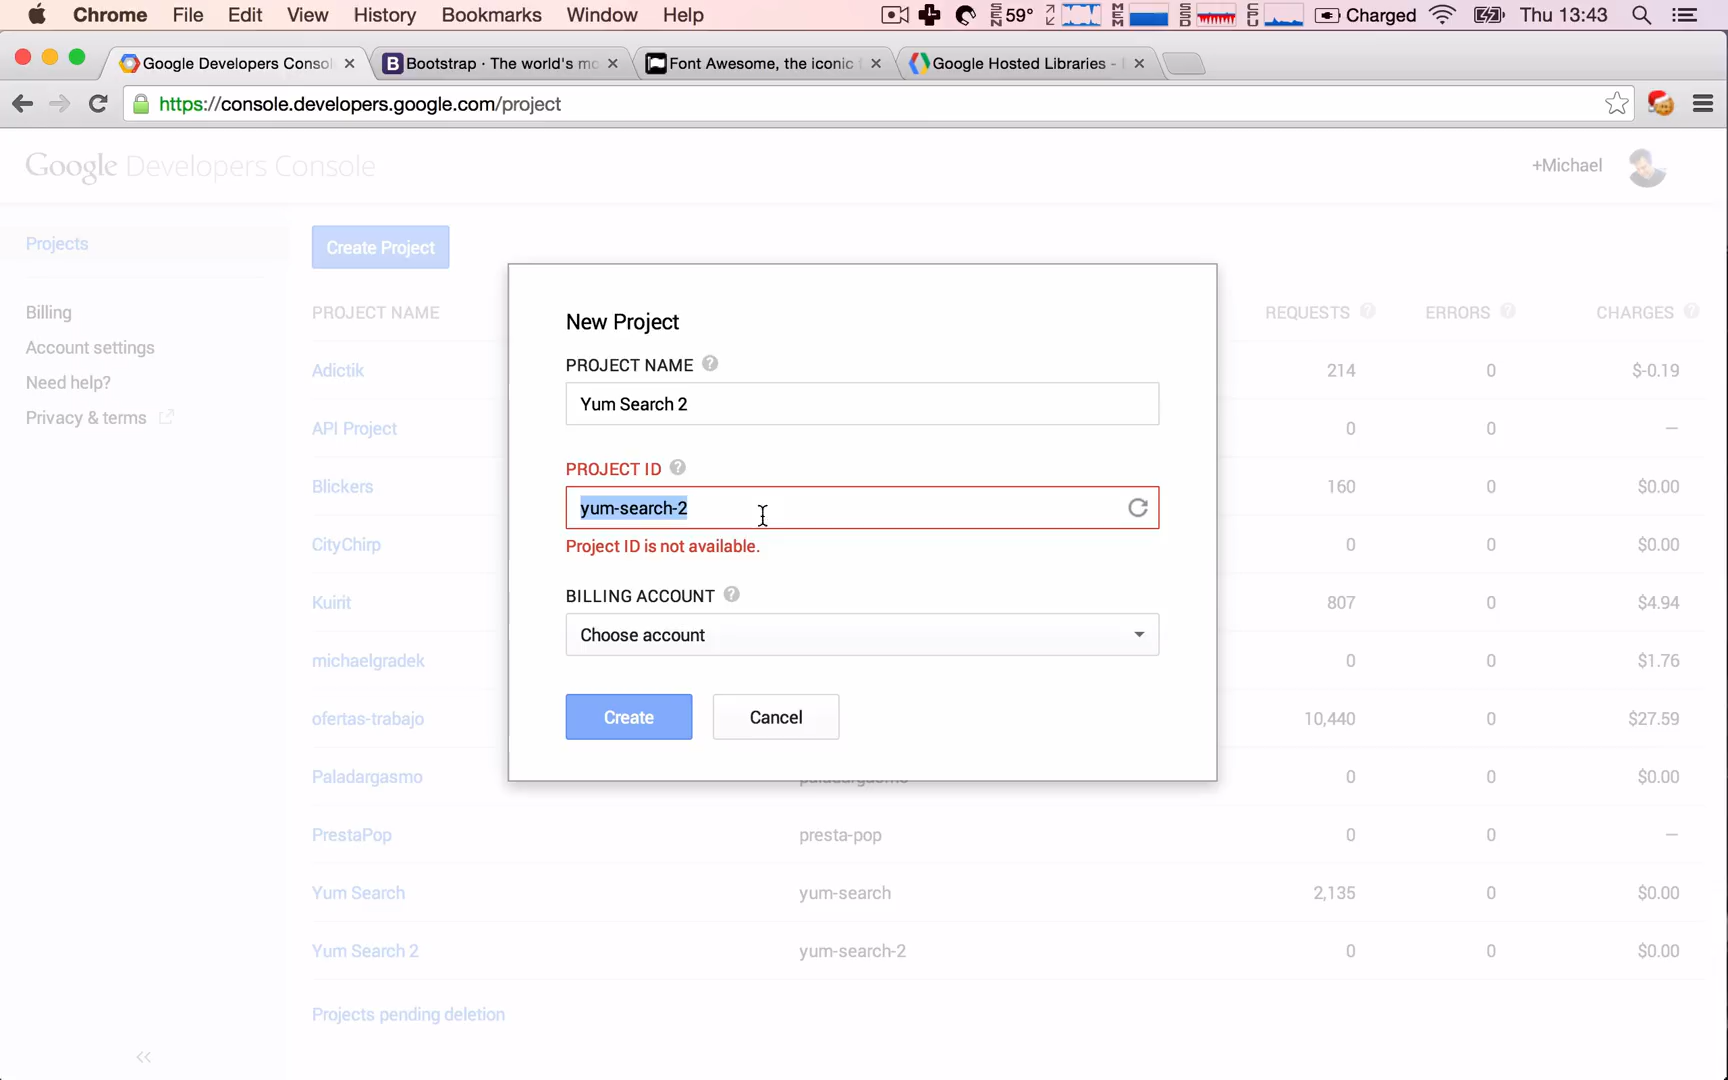 Chrome File Edit View History Bookmarks Window Help SEN 59° MEM SSD CPU Charged Thu 13:43
Google Developers Consol Bootstrap · The world's mo Font Awesome, the iconic Google Hosted Libraries -
https://console.developers.google.com/project
Google Developers Console
+Michael
Projects
Billing
Account settings
Need help?
Privacy & terms
Create Project
PROJECT NAME REQUESTS ERRORS CHARGES
Adictik 214 0 $-0.19
API Project 0 0 —
Blickers 160 0 $0.00
CityChirp 0 0 $0.00
Kuirit 807 0 $4.94
michaelgradek 0 0 $1.76
ofertas-trabajo 10,440 0 $27.59
Paladargasmo paladargasmo 0 0 $0.00
PrestaPop presta-pop 0 0 —
Yum Search yum-search 2,135 0 $0.00
Yum Search 2 yum-search-2 0 0 $0.00
Projects pending deletion
New Project
PROJECT NAME
Yum Search 2
PROJECT ID
yum-search-2
Project ID is not available.
BILLING ACCOUNT
Choose account
Create Cancel